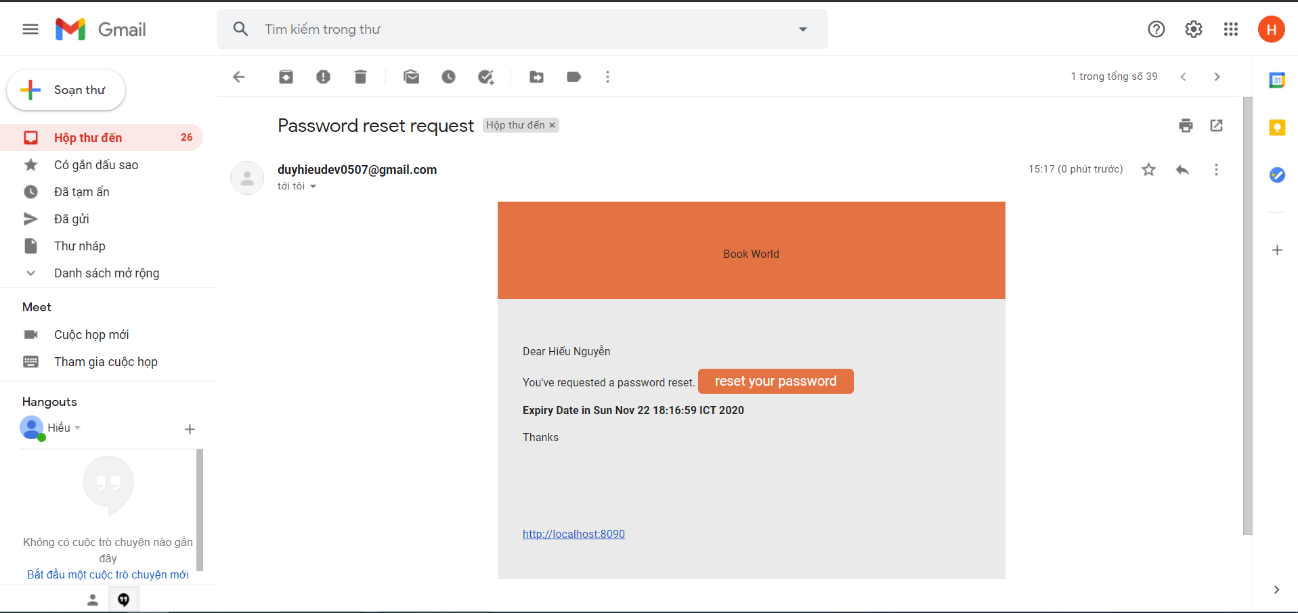 Gmail
Tìm kiếm trong thư
H
Soạn thư
1 trong tổng số 39
31
Hộp thư đến 26
Có gắn dấu sao
Đã tạm ẩn
Đã gửi
Thư nháp
Danh sách mở rộng
Meet
Cuộc họp mới
Tham gia cuộc họp
Hangouts
Hiếu
Không có cuộc trò chuyện nào gần
đây
Bắt đầu một cuộc trò chuyện mới
Password reset request Hộp thư đến ×
duyhieudev0507@gmail.com 15:17 (0 phút trước)
tới tôi
Book World
Dear Hiếu Nguyễn
You've requested a password reset. reset your password
Expiry Date in Sun Nov 22 18:16:59 ICT 2020
Thanks
http://localhost:8090